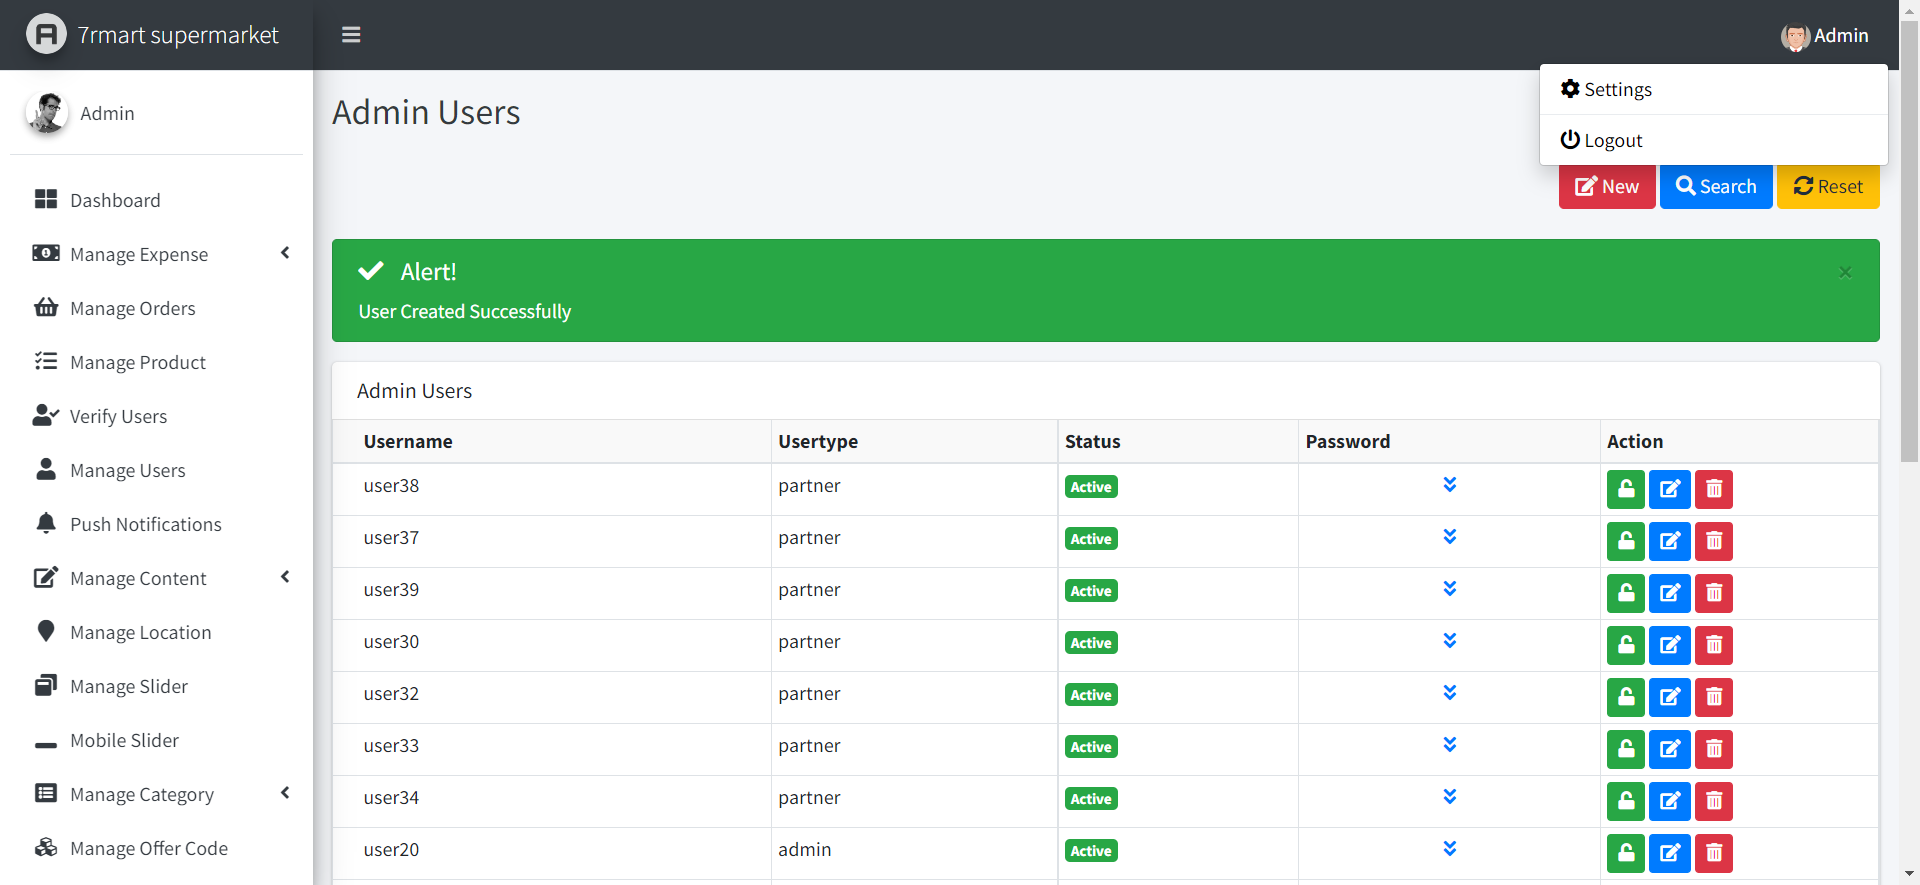 7rmart supermarket
Admin
Settings
Logout
Admin
Admin Users
New
Search
Reset
Dashboard
Manage Expense
Manage Orders
Manage Product
Verify Users
Manage Users
Push Notifications
Manage Content
Manage Location
Manage Slider
Mobile Slider
Manage Category
Manage Offer Code
Alert!
×
User Created Successfully
Admin Users
Username Usertype Status Password Action
user38 partner Active
user37 partner Active
user39 partner Active
user30 partner Active
user32 partner Active
user33 partner Active
user34 partner Active
user20 admin Active